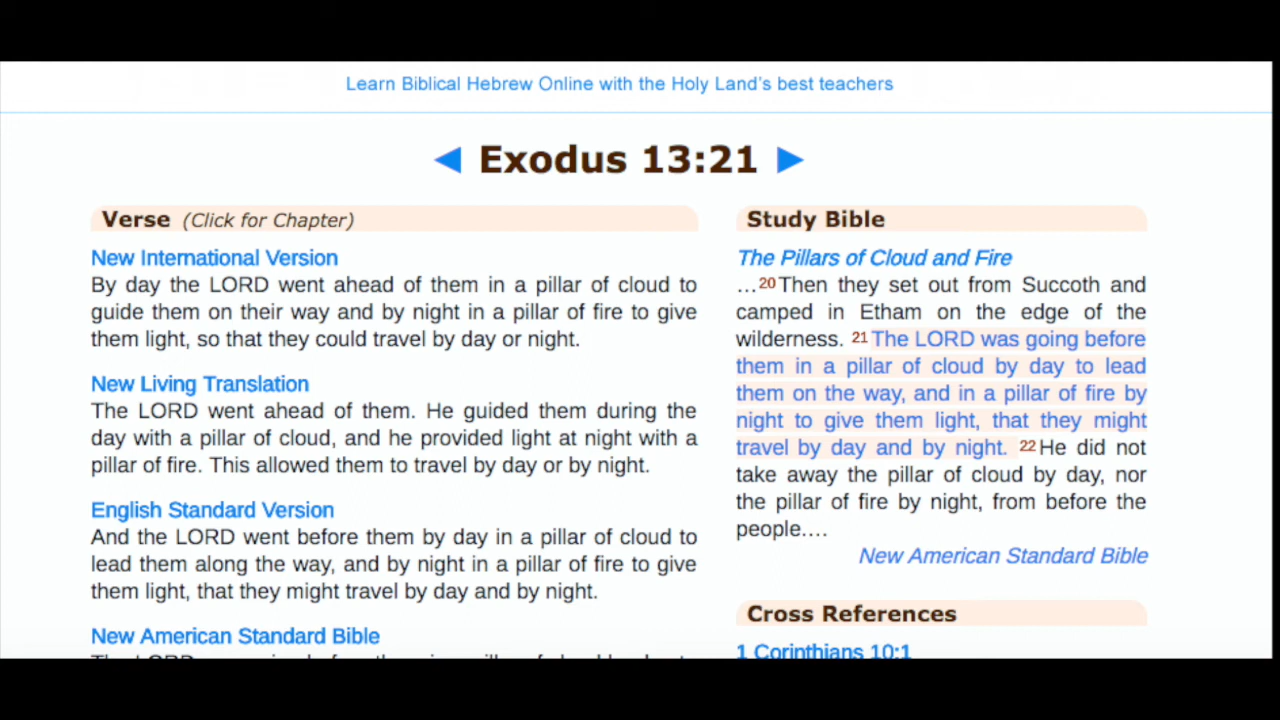 Learn Biblical Hebrew Online with the Holy Land's best teachers
◄ Exodus 13:21 ►
Verse (Click for Chapter)
New International Version
By day the LORD went ahead of them in a pillar of cloud to
guide them on their way and by night in a pillar of fire to give
them light, so that they could travel by day or night.
New Living Translation
The LORD went ahead of them. He guided them during the
day with a pillar of cloud, and he provided light at night with a
pillar of fire. This allowed them to travel by day or by night.
English Standard Version
And the LORD went before them by day in a pillar of cloud to
lead them along the way, and by night in a pillar of fire to give
them light, that they might travel by day and by night.
New American Standard Bible
Study Bible
The Pillars of Cloud and Fire
…20Then they set out from Succoth and
camped in Etham on the edge of the
wilderness. 21The LORD was going before
them in a pillar of cloud by day to lead
them on the way, and in a pillar of fire by
night to give them light, that they might
travel by day and by night. 22He did not
take away the pillar of cloud by day, nor
the pillar of fire by night, from before the
people.…
New American Standard Bible
Cross References
1 Corinthians 10:1